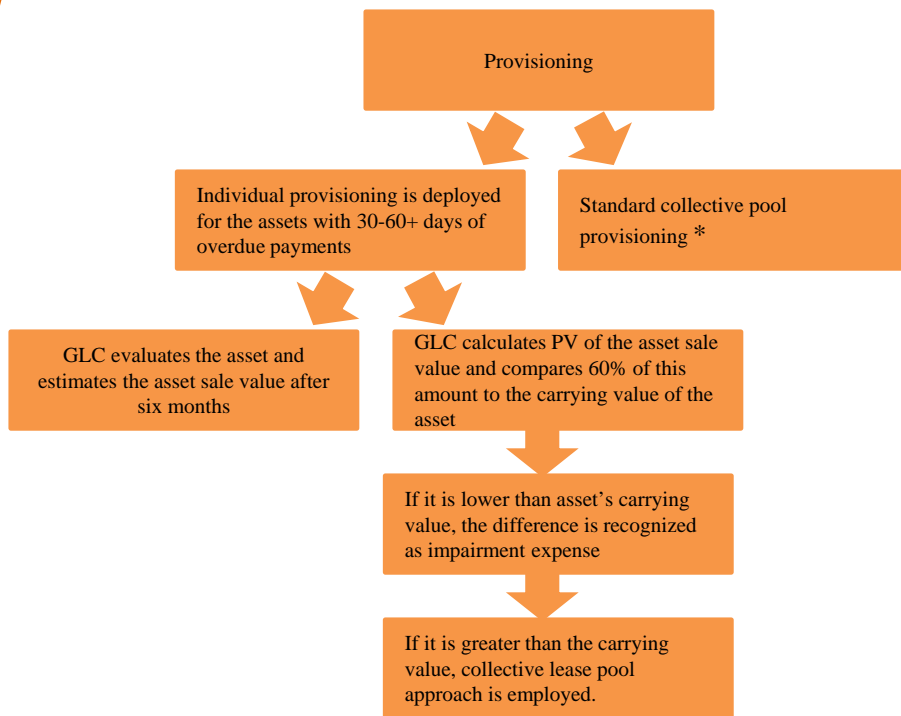 Provisioning
Individual provisioning is deployed
for the assets with 30-60+ days of
overdue payments
Standard collective pool
provisioning *
GLC evaluates the asset and
estimates the asset sale value after
six months
GLC calculates PV of the asset sale
value and compares 60% of this
amount to the carrying value of the
asset
If it is lower than asset's carrying
value, the difference is recognized
as impairment expense
If it is greater than the carrying
value, collective lease pool
approach is employed.